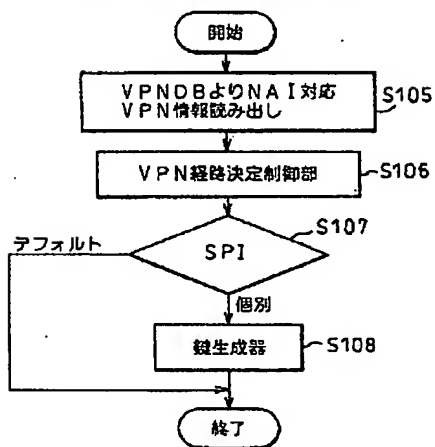 開始
VPNDBよりNAI対応
VPN情報読み出し
S105
VPN経路決定制御部
S106
S107
デフォルト
SPI
個別
鍵生成器
S108
終了